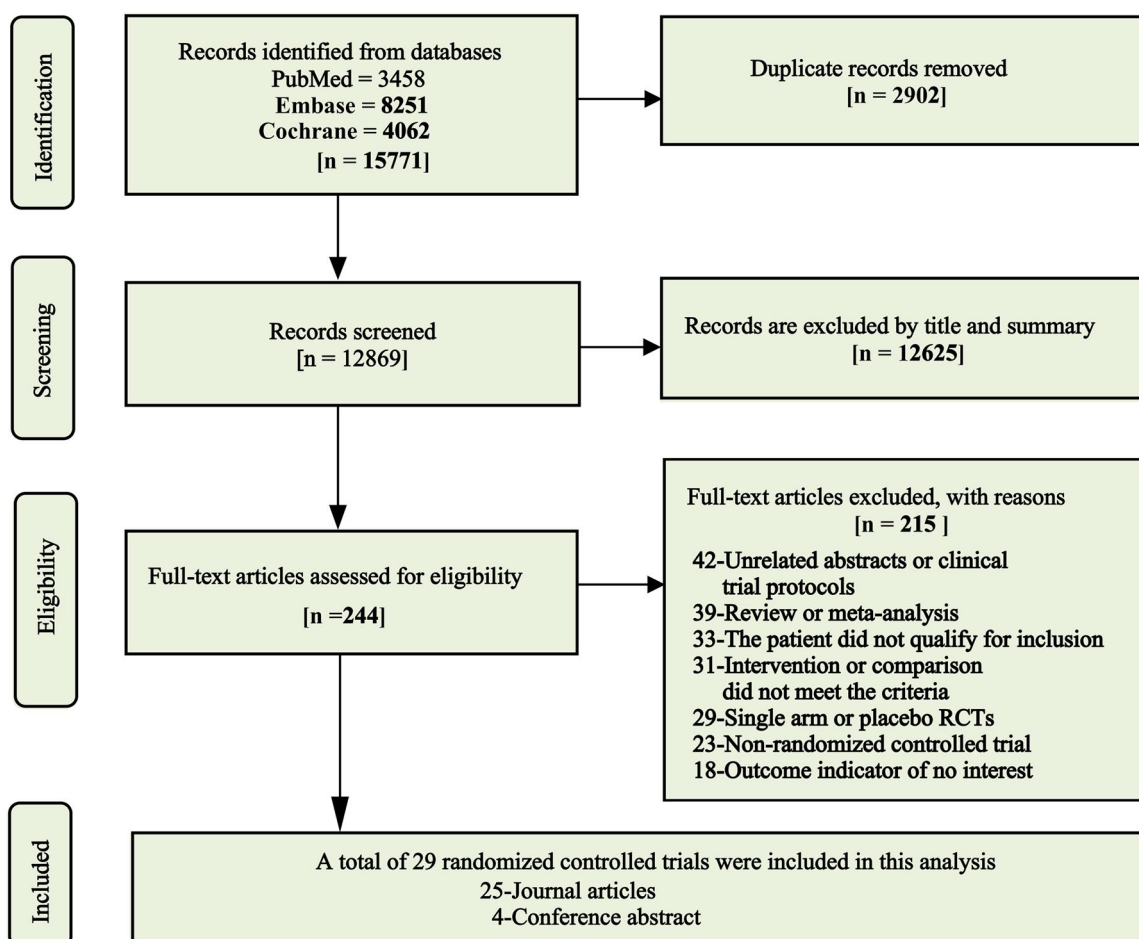 Identification
Records identified from databases
PubMed = 3458
Embase = 8251
Cochrane = 4062
[n = 15771]
Duplicate records removed
[n = 2902]
Screening
Records screened
[n = 12869]
Records are excluded by title and summary
[n = 12625]
Eligibility
Full-text articles assessed for eligibility
[n =244]
Full-text articles excluded, with reasons
[n = 215 ]
42-Unrelated abstracts or clinical
trial protocols
39-Review or meta-analysis
33-The patient did not qualify for inclusion
31-Intervention or comparison
did not meet the criteria
29-Single arm or placebo RCTs
23-Non-randomized controlled trial
18-Outcome indicator of no interest
Included
A total of 29 randomized controlled trials were included in this analysis
25-Journal articles
4-Conference abstract